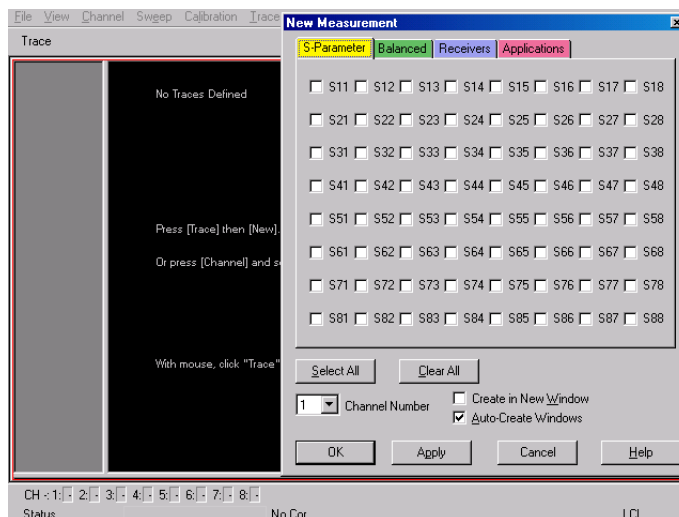 File View Channel Sweep Calibration Trace
New Measurement
Trace
S-Parameter Balanced Receivers Applications
No Traces Defined
S11 S12 S13 S14 S15 S16 S17 S18
S21 S22 S23 S24 S25 S26 S27 S28
S31 S32 S33 S34 S35 S36 S37 S38
S41 S42 S43 S44 S45 S46 S47 S48
S51 S52 S53 S54 S55 S56 S57 S58
S61 S62 S63 S64 S65 S66 S67 S68
S71 S72 S73 S74 S75 S76 S77 S78
S81 S82 S83 S84 S85 S86 S87 S88
Press [Trace] then [New].
Or press [Channel] and
With mouse, click "Trace"
Select All Clear All
1 Channel Number
Create in New Window
Auto-Create Windows
OK Apply Cancel Help
CH -: 1: - 2: - 3: - 4: - 5: - 6: - 7: - 8: -
Status No Cor LCL